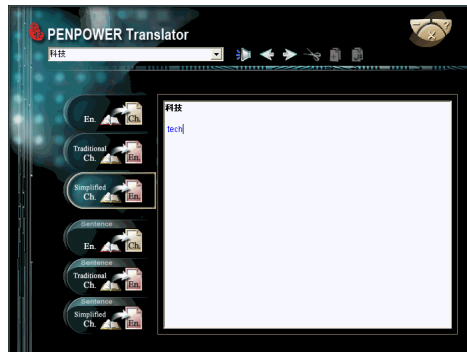 PENPOWER Translator
科技
En. Ch.
Traditional
Ch. En.
Simplified
Ch. En.
Sentence
En. Ch.
Sentence
Traditional
Ch. En.
Sentence
Simplified
Ch. En.
科技
tech